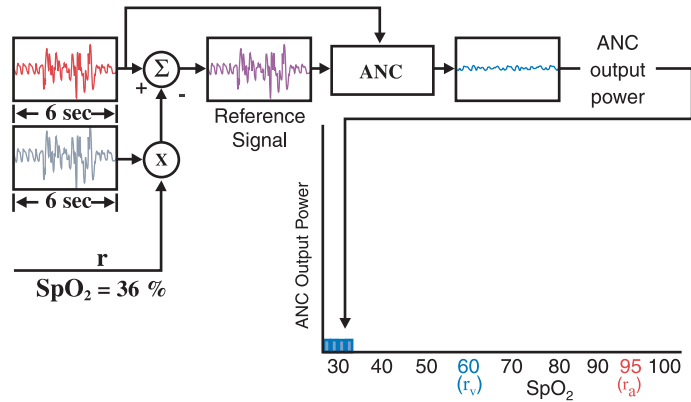 Σ
+
-
ANC
ANC
output
power
6 sec
Reference
Signal
X
6 sec
r
SpO₂ = 36 %
ANC Output Power
30 40 50 60 70 80 90 95 100
(rᵥ) SpO₂ (rₐ)